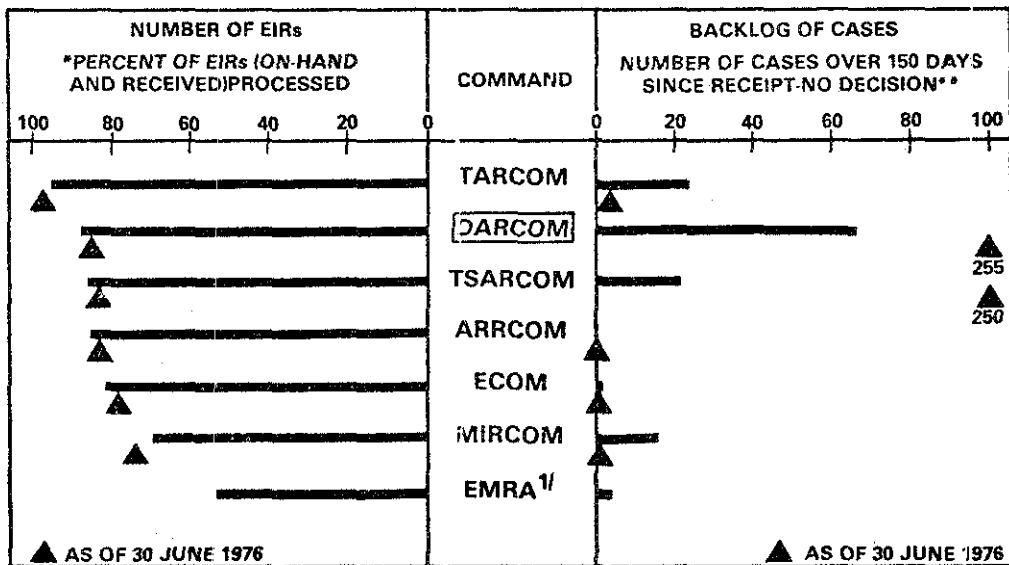 NUMBER OF EIRs
*PERCENT OF EIRs (ON-HAND
AND RECEIVED)PROCESSED
100 80 60 40 20 0
COMMAND
BACKLOG OF CASES
NUMBER OF CASES OVER 150 DAYS
SINCE RECEIPT-NO DECISION**
0 20 40 60 80 100
TARCOM
DARCOM
255
TSARCOM
250
ARRCOM
ECOM
MIRCOM
EMRA 1/
AS OF 30 JUNE 1976
AS OF 30 JUNE 1976